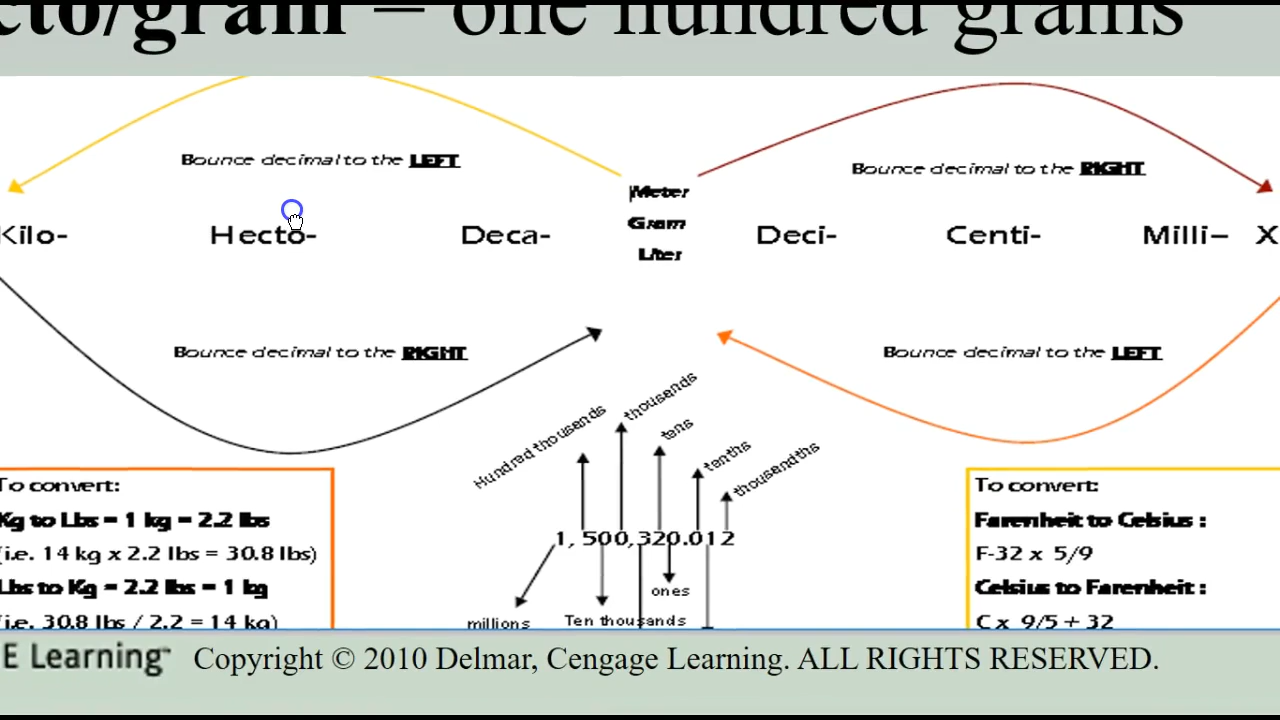 cto/gram = one hundred grams
Bounce decimal to the LEFT
Bounce decimal to the RIGHT
Meter
Gram
Liter
Kilo- Hecto- Deca- Deci- Centi- Milli– X
Bounce decimal to the RIGHT
Bounce decimal to the LEFT
Hundred thousands
thousands
tens
tenths
thousandths
1, 500,320.012
ones
millions
Ten thousands
To convert:
Kg to Lbs = 1 kg = 2.2 lbs
(i.e. 14 kg x 2.2 lbs = 30.8 lbs)
Lbs to Kg = 2.2 lbs = 1 kg
(i.e. 30.8 lbs / 2.2 = 14 kg)
To convert:
Farenheit to Celsius :
F-32 x 5/9
Celsius to Farenheit :
C x 9/5 + 32
E Learning™
Copyright © 2010 Delmar, Cengage Learning. ALL RIGHTS RESERVED.